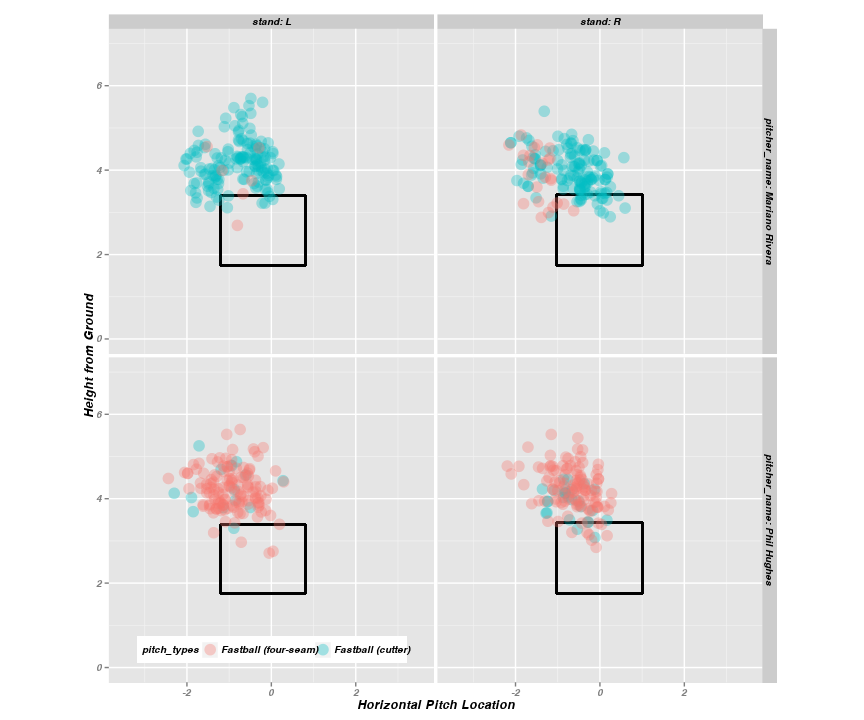 stand: L
stand: R
6
4
2
0
pitcher_name: Mariano Rivera
Height from Ground
6
4
2
0
pitcher_name: Phil Hughes
pitch_types Fastball (four-seam) Fastball (cutter)
-2 0 2 -2 0 2
Horizontal Pitch Location